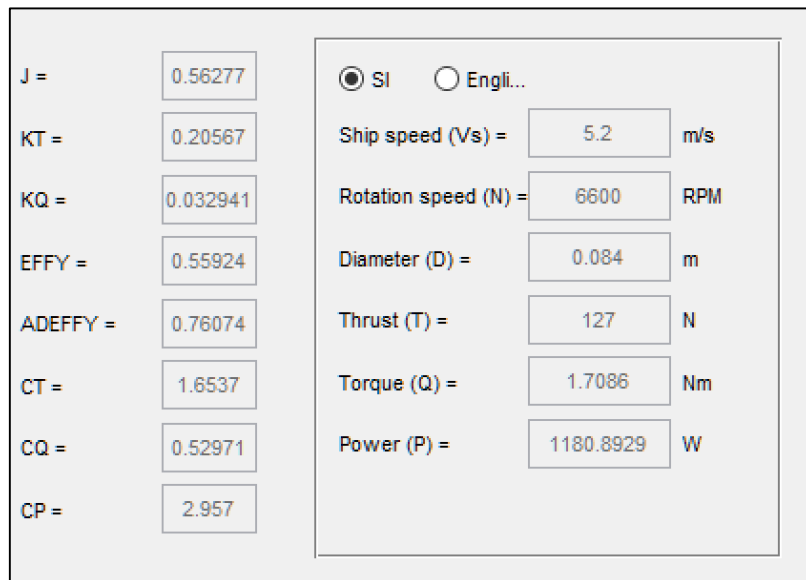 J = 0.56277
KT = 0.20567
KQ = 0.032941
EFFY = 0.55924
ADEFFY = 0.76074
CT = 1.6537
CQ = 0.52971
CP = 2.957
SI Engli...
Ship speed (Vs) = 5.2 m/s
Rotation speed (N) = 6600 RPM
Diameter (D) = 0.084 m
Thrust (T) = 127 N
Torque (Q) = 1.7086 Nm
Power (P) = 1180.8929 W